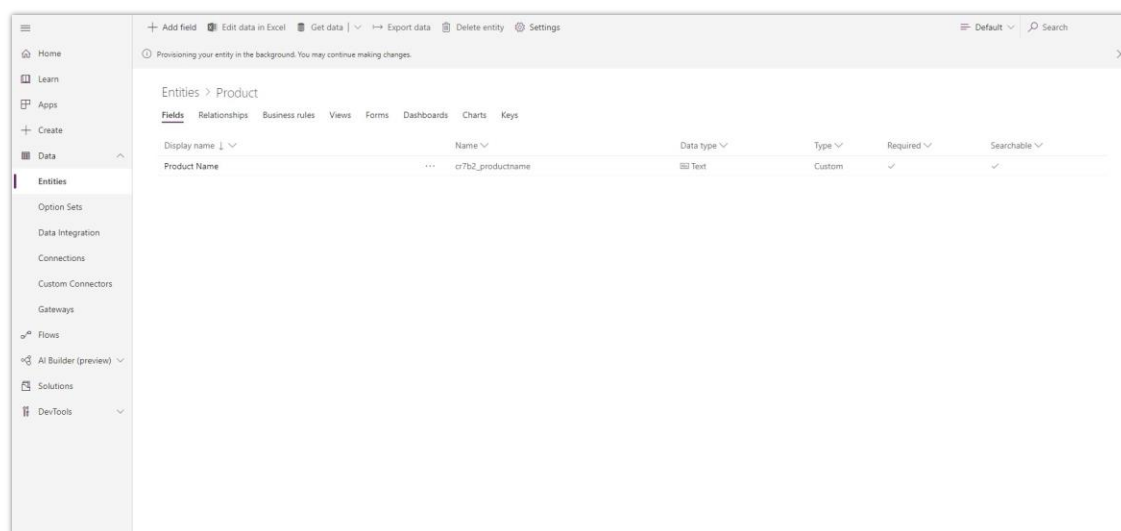 + Add field Edit data in Excel Get data | Export data Delete entity Settings Default Search
Provisioning your entity in the background. You may continue making changes.
Home
Learn
Apps
Create
Data
Entities
Option Sets
Data Integration
Connections
Custom Connectors
Gateways
Flows
AI Builder (preview)
Solutions
DevTools
Entities > Product
Fields Relationships Business rules Views Forms Dashboards Charts Keys
Display name ↓ Name Data type Type Required Searchable
Product Name ··· cr7b2_productname Text Custom